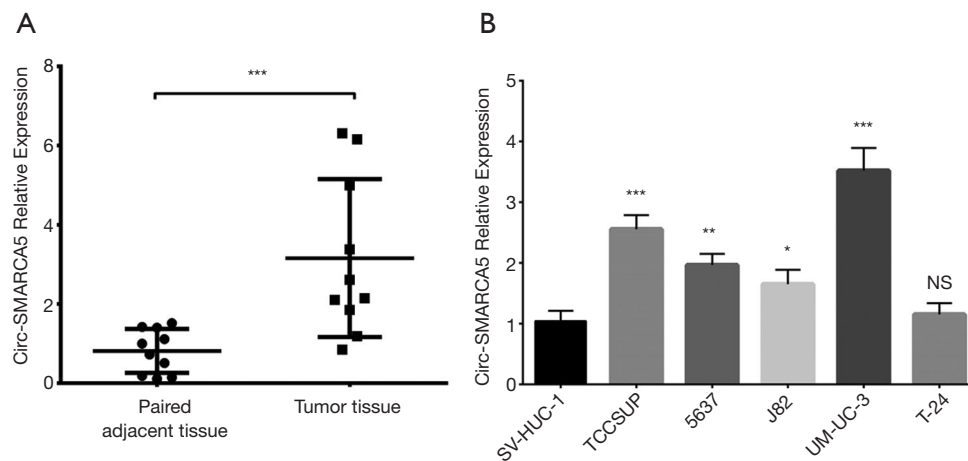 A
Circ-SMARCA5 Relative Expression
8
6
4
2
0
***
Paired
adjacent tissue
Tumor tissue
B
Circ-SMARCA5 Relative Expression
5
4
3
2
1
0
***
**
*
***
NS
SV-HUC-1
TCCSUP
5637
J82
UM-UC-3
T-24